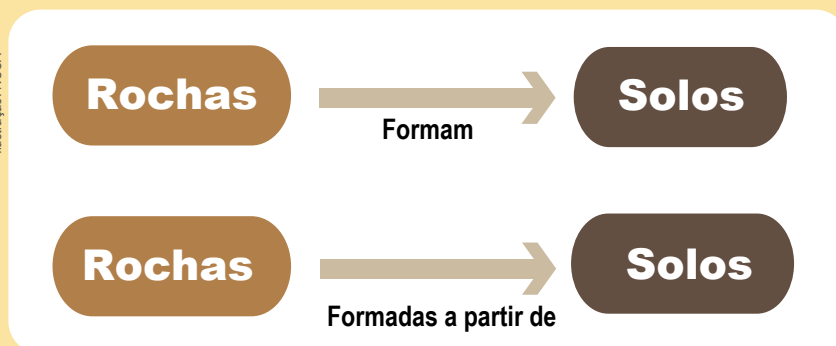 Rochas
Formam
Solos
Rochas
Formadas a partir de
Solos